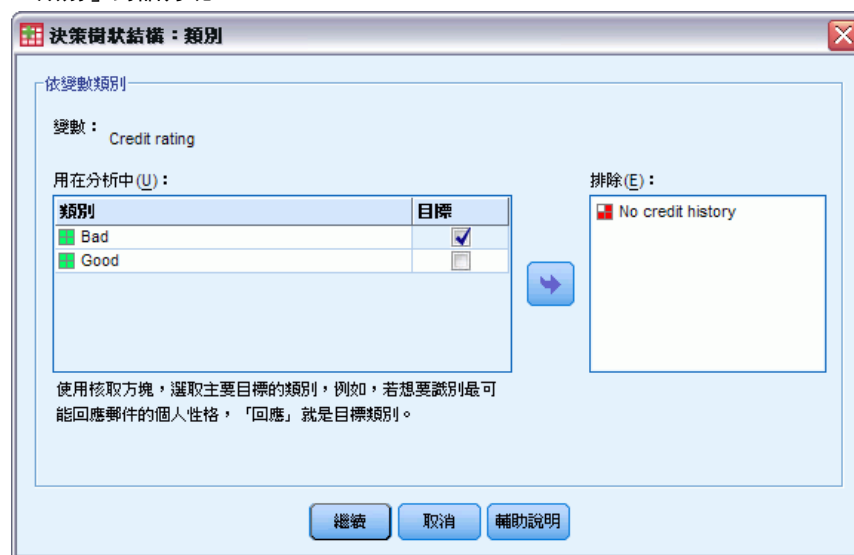 決策樹狀結構：類別
依變數類別
變數： Credit rating
用在分析中(U)：
類別 目標
Bad
Good
使用核取方塊，選取主要目標的類別，例如，若想要識別最可
能回應郵件的個人性格，「回應」就是目標類別。
排除(E)：
No credit history
繼續 取消 輔助說明